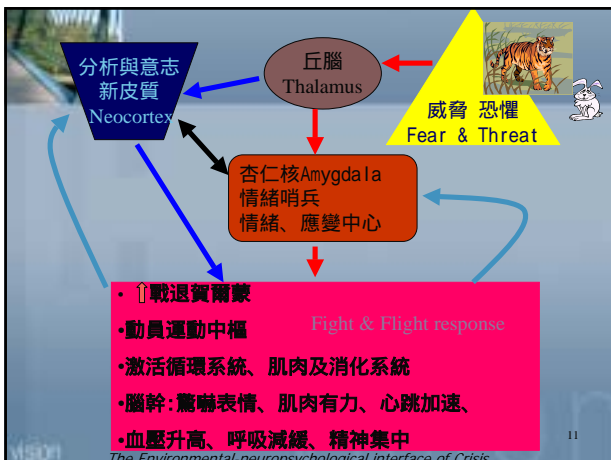 分析與意志
新皮質
Neocortex
丘腦
Thalamus
威脅 恐懼
Fear & Threat
杏仁核Amygdala
情緒哨兵
情緒、應變中心
• ⇧戰退賀爾蒙
•動員運動中樞
Fight & Flight response
•激活循環系統、肌肉及消化系統
•腦幹:驚嚇表情、肌肉有力、心跳加速、
•血壓升高、呼吸減緩、精神集中
11
vision
The Environmental neuropsychological interface of Crisis